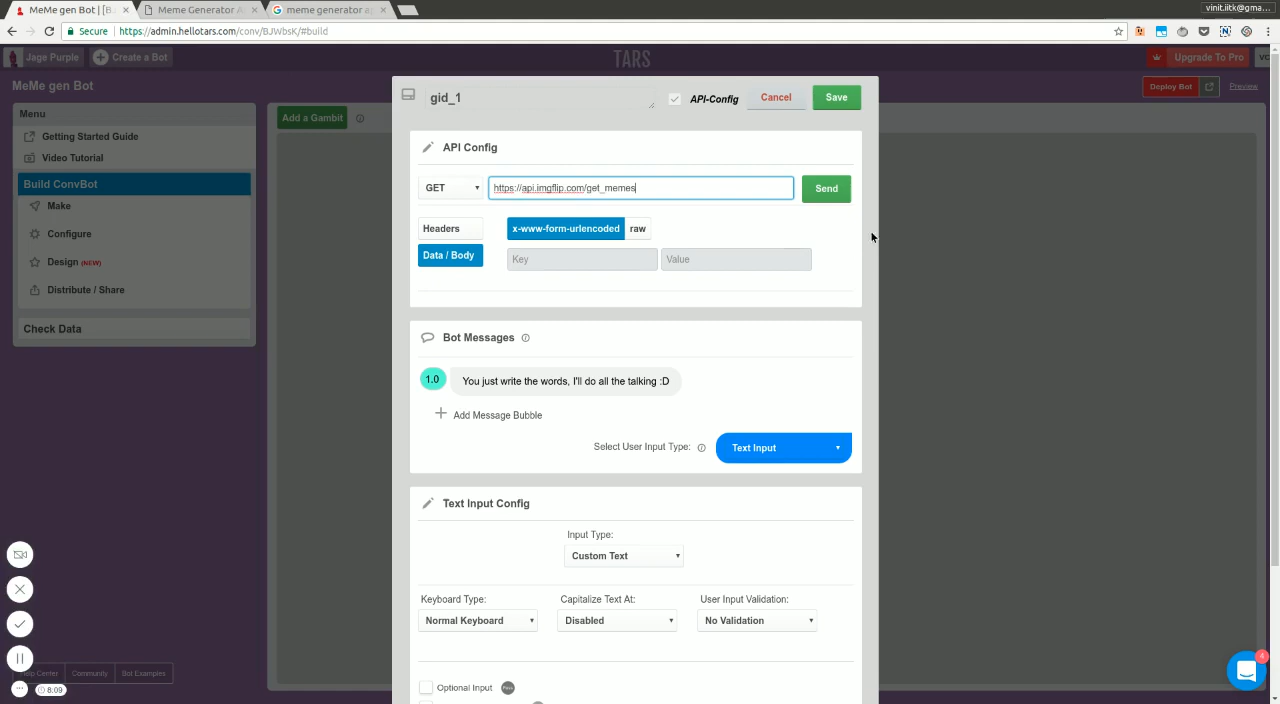 MeMe gen Bot | [B
Meme Generator A
meme generator ap
vinit.iitk@gma...
Secure
https://admin.hellotars.com/conv/BJWbsK/#build
Jage Purple
Create a Bot
TARS
Upgrade To Pro
VC
MeMe gen Bot
Deploy Bot
Preview
Menu
Getting Started Guide
Video Tutorial
Build ConvBot
Make
Configure
Design (NEW)
Distribute / Share
Check Data
Help Center
Community
Bot Examples
8:09
Add a Gambit
gid_1
API-Config
Cancel
Save
API Config
GET
https://api.imgflip.com/get_memes
Send
Headers
x-www-form-urlencoded
raw
Data / Body
Key
Value
Bot Messages
1.0
You just write the words, I'll do all the talking :D
Add Message Bubble
Select User Input Type:
Text Input
Text Input Config
Input Type:
Custom Text
Keyboard Type:
Capitalize Text At:
User Input Validation:
Normal Keyboard
Disabled
No Validation
Optional Input
4